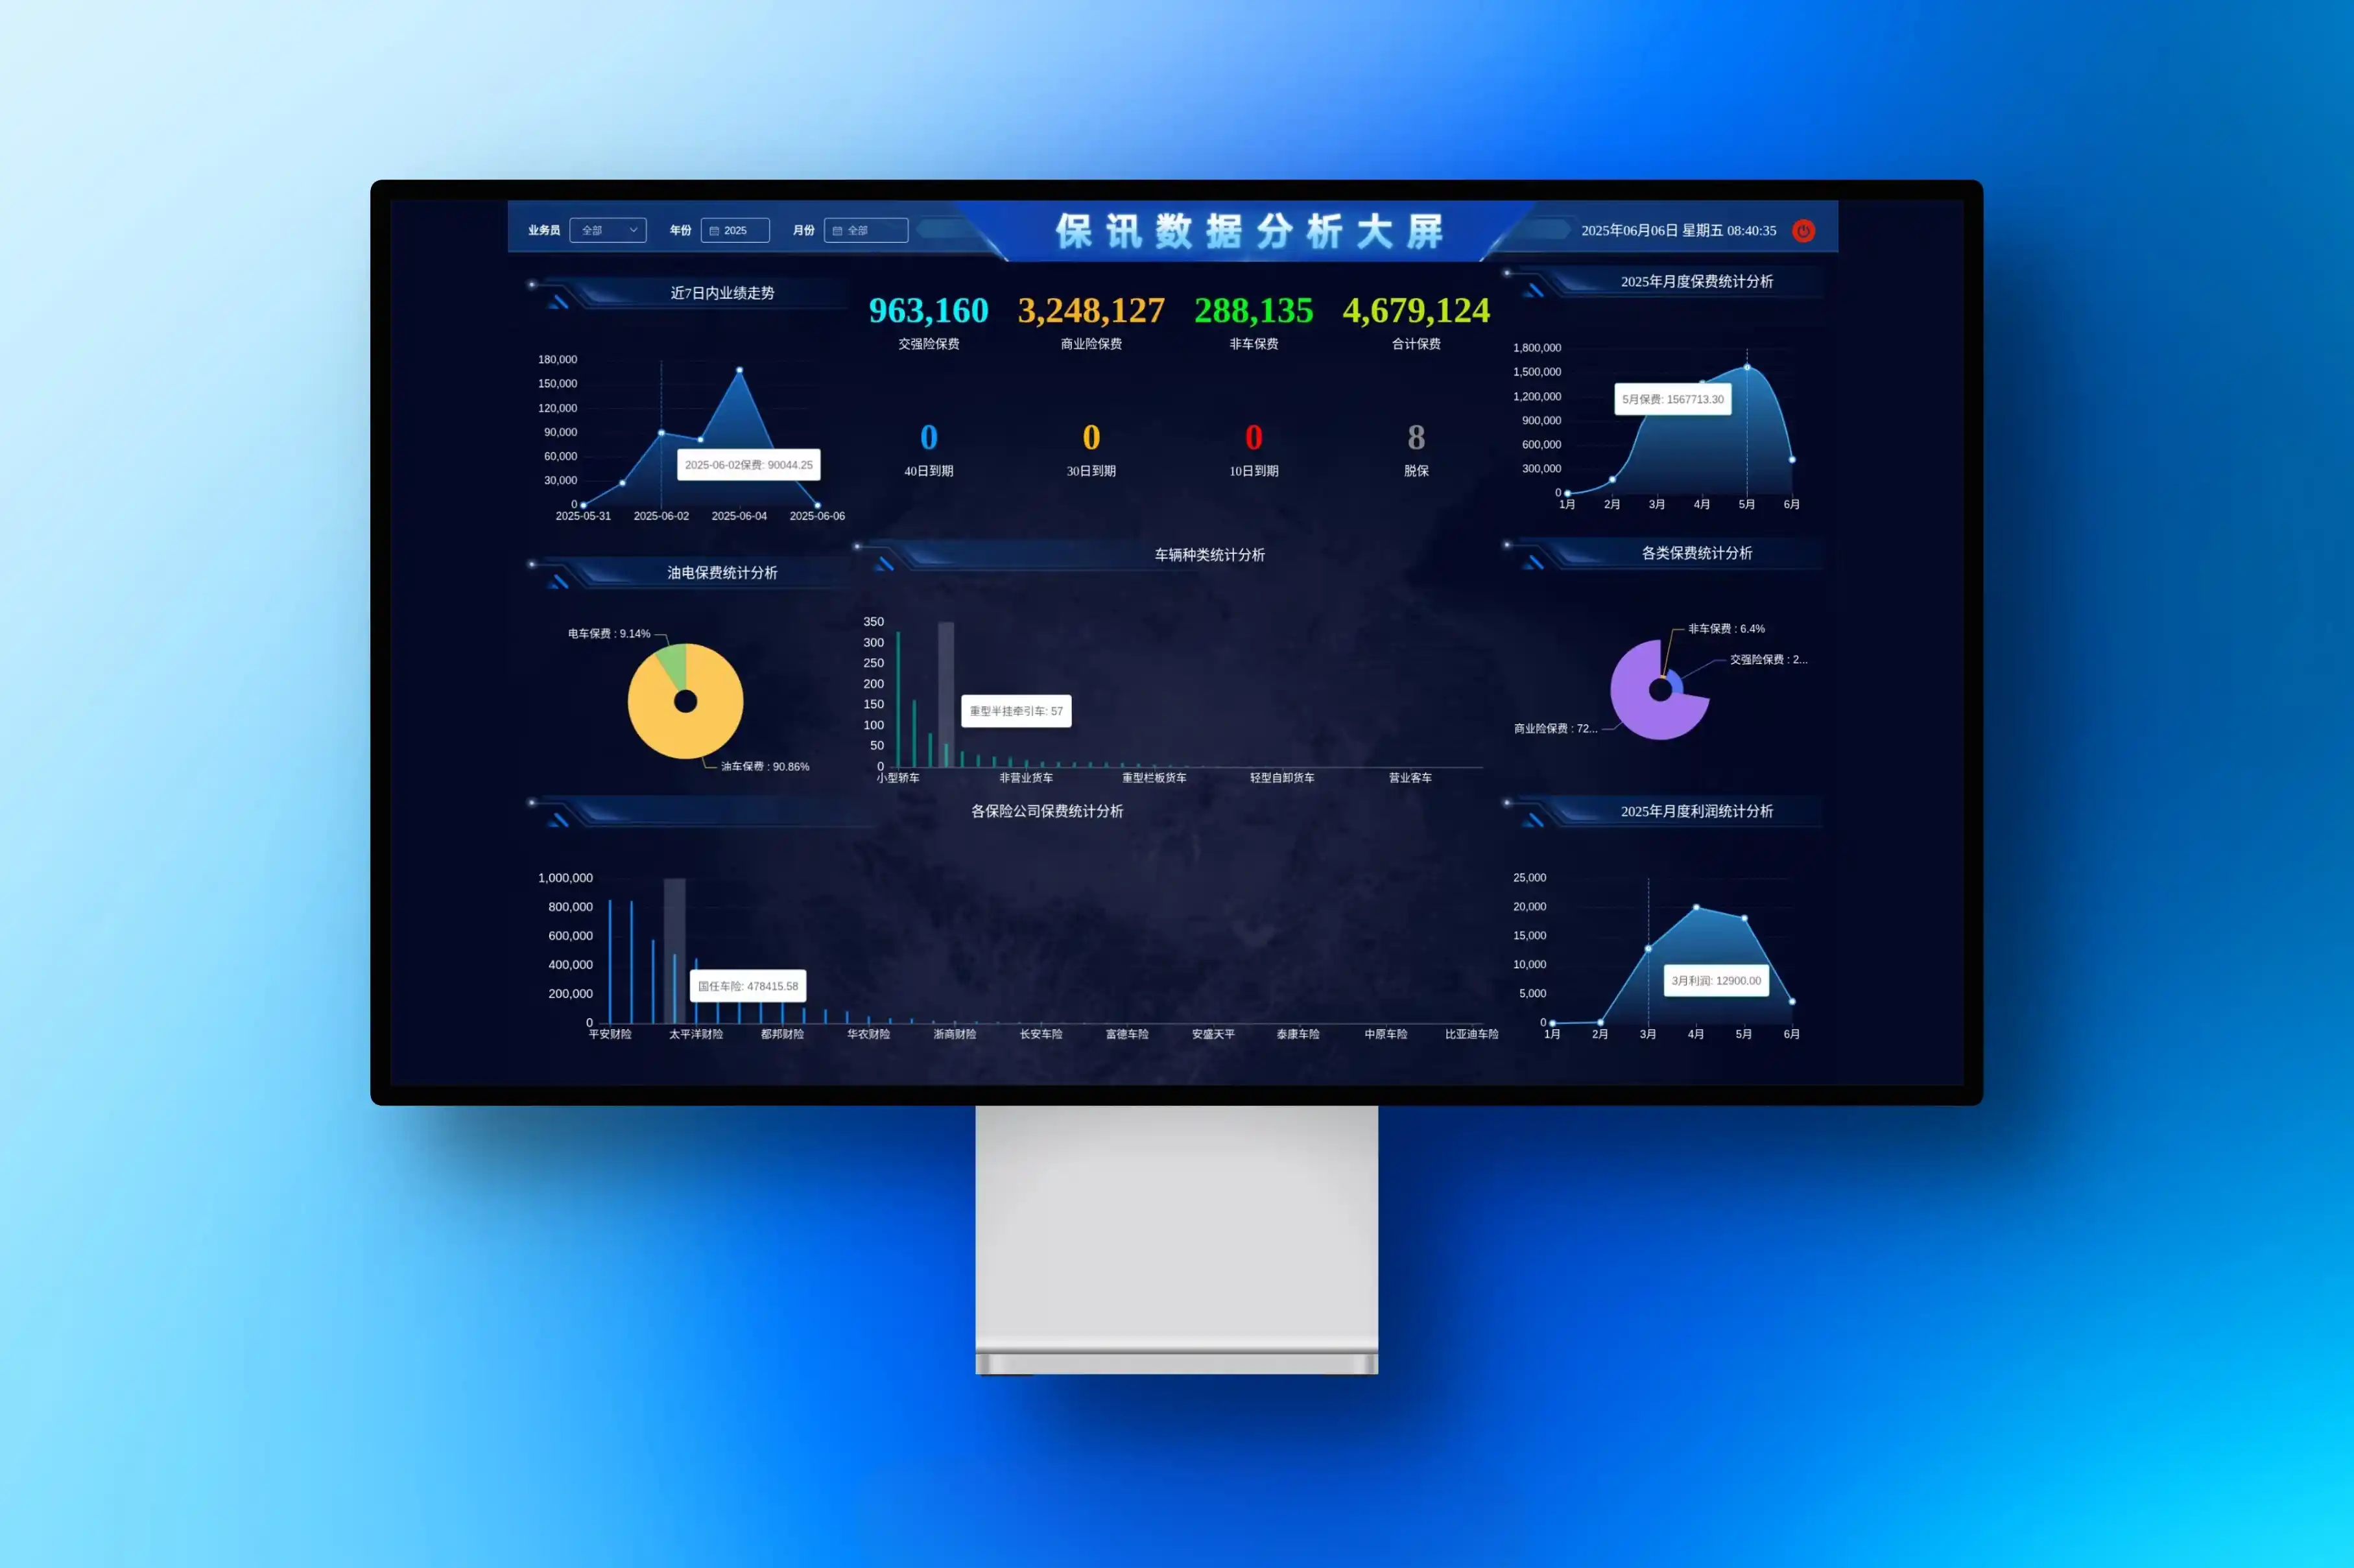 业务员 全部 年份 2025 月份 全部
保讯数据分析大屏
2025年06月06日 星期五 08:40:35
近7日内业绩走势
180,000
150,000
120,000
90,000
60,000
30,000
0
2025-06-02保费: 90044.25
2025-05-31 2025-06-02 2025-06-04 2025-06-06
963,160 3,248,127 288,135 4,679,124
交强险保费 商业险保费 非车保费 合计保费
0 0 0 8
40日到期 30日到期 10日到期 脱保
2025年月度保费统计分析
1,800,000
1,500,000
1,200,000
900,000
600,000
300,000
0
5月保费: 1567713.30
1月 2月 3月 4月 5月 6月
油电保费统计分析
电车保费 : 9.14%
油车保费 : 90.86%
车辆种类统计分析
350
300
250
200
150
100
50
0
重型半挂牵引车: 57
小型轿车 非营业货车 重型栏板货车 轻型自卸货车 营业客车
各类保费统计分析
非车保费 : 6.4%
交强险保费 : 2...
商业险保费 : 72...
各保险公司保费统计分析
1,000,000
800,000
600,000
400,000
200,000
0
国任车险: 478415.58
平安财险 太平洋财险 都邦财险 华农财险 浙商财险 长安车险 富德车险 安盛天平 泰康车险 中原车险 比亚迪车险
2025年月度利润统计分析
25,000
20,000
15,000
10,000
5,000
0
3月利润: 12900.00
1月 2月 3月 4月 5月 6月